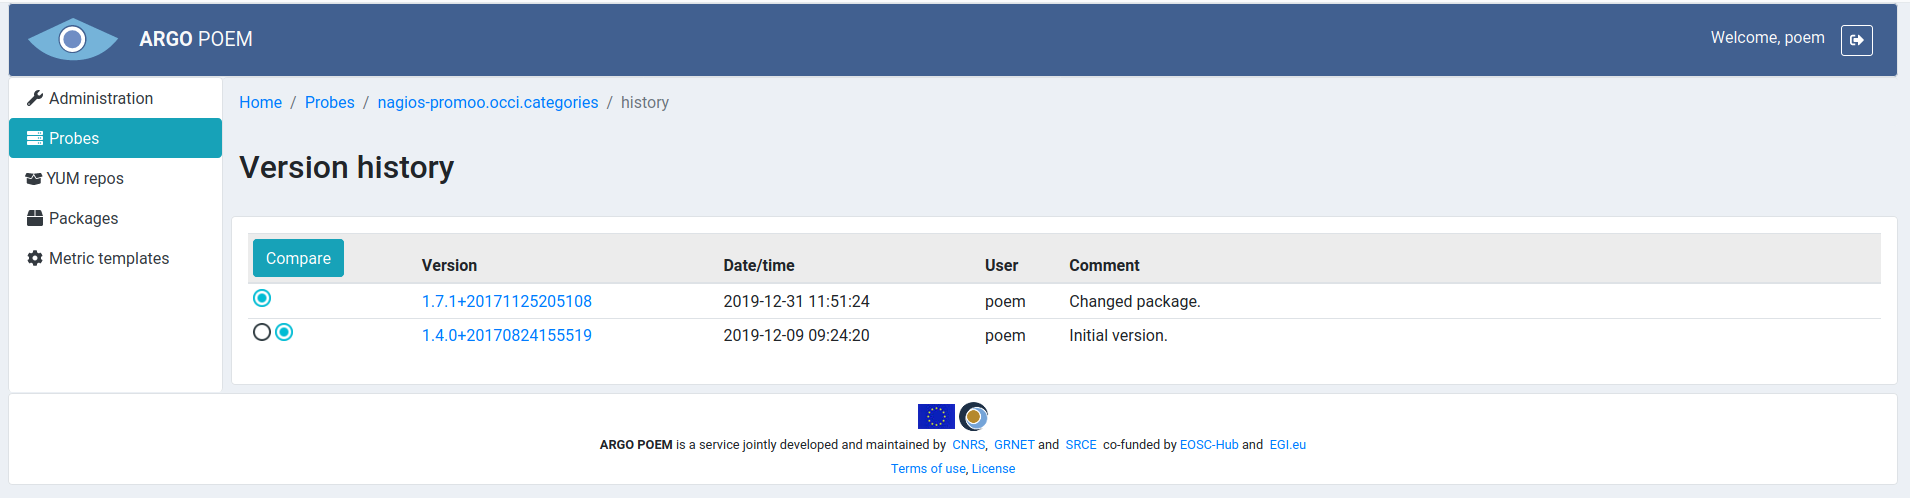 ARGO POEM
Welcome, poem
Administration
Probes
YUM repos
Packages
Metric templates
Home / Probes / nagios-promoo.occi.categories / history
Version history
Compare Version Date/time User Comment
1.7.1+20171125205108 2019-12-31 11:51:24 poem Changed package.
1.4.0+20170824155519 2019-12-09 09:24:20 poem Initial version.
ARGO POEM is a service jointly developed and maintained by CNRS, GRNET and SRCE co-funded by EOSC-Hub and EGI.eu
Terms of use, License